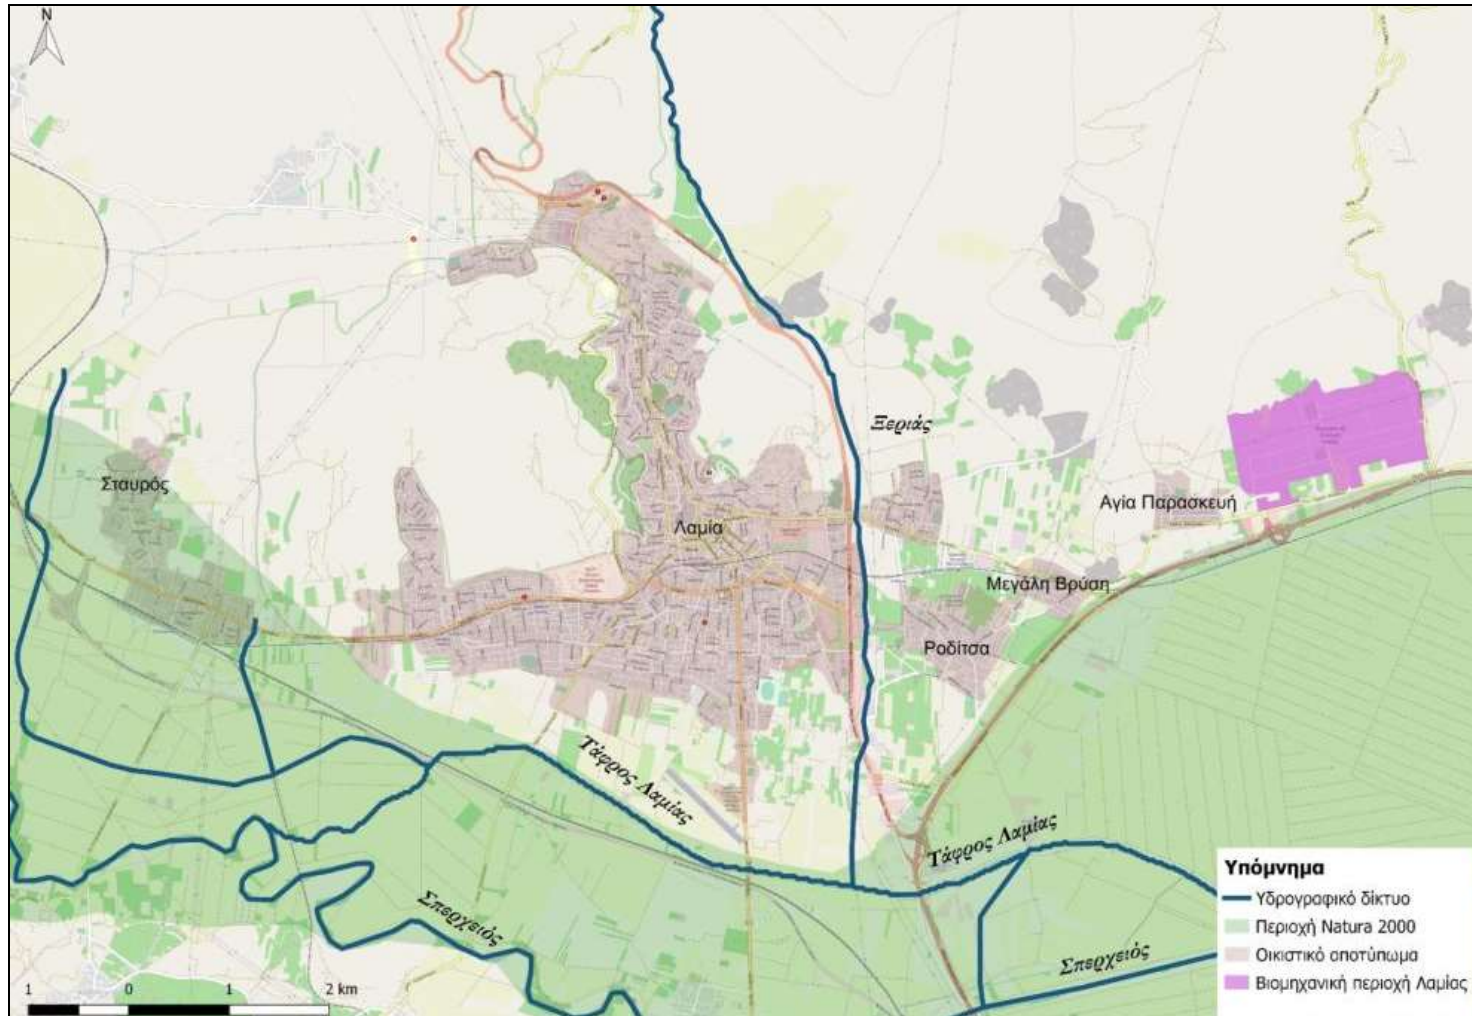 N
Ξεριάς
Σταυρός
Αγία Παρασκευή
Λαμία
Μεγάλη Βρύση
Ροδίτσα
Τάφρος Λαμίας
Τάφρος Λαμίας
Σπερχειός
Σπερχειός
Υπόμνημα
Υδρογραφικό δίκτυο
Περιοχή Natura 2000
Οικιστικό αποτύπωμα
Βιομηχανική περιοχή Λαμίας
1 0 1 2 km